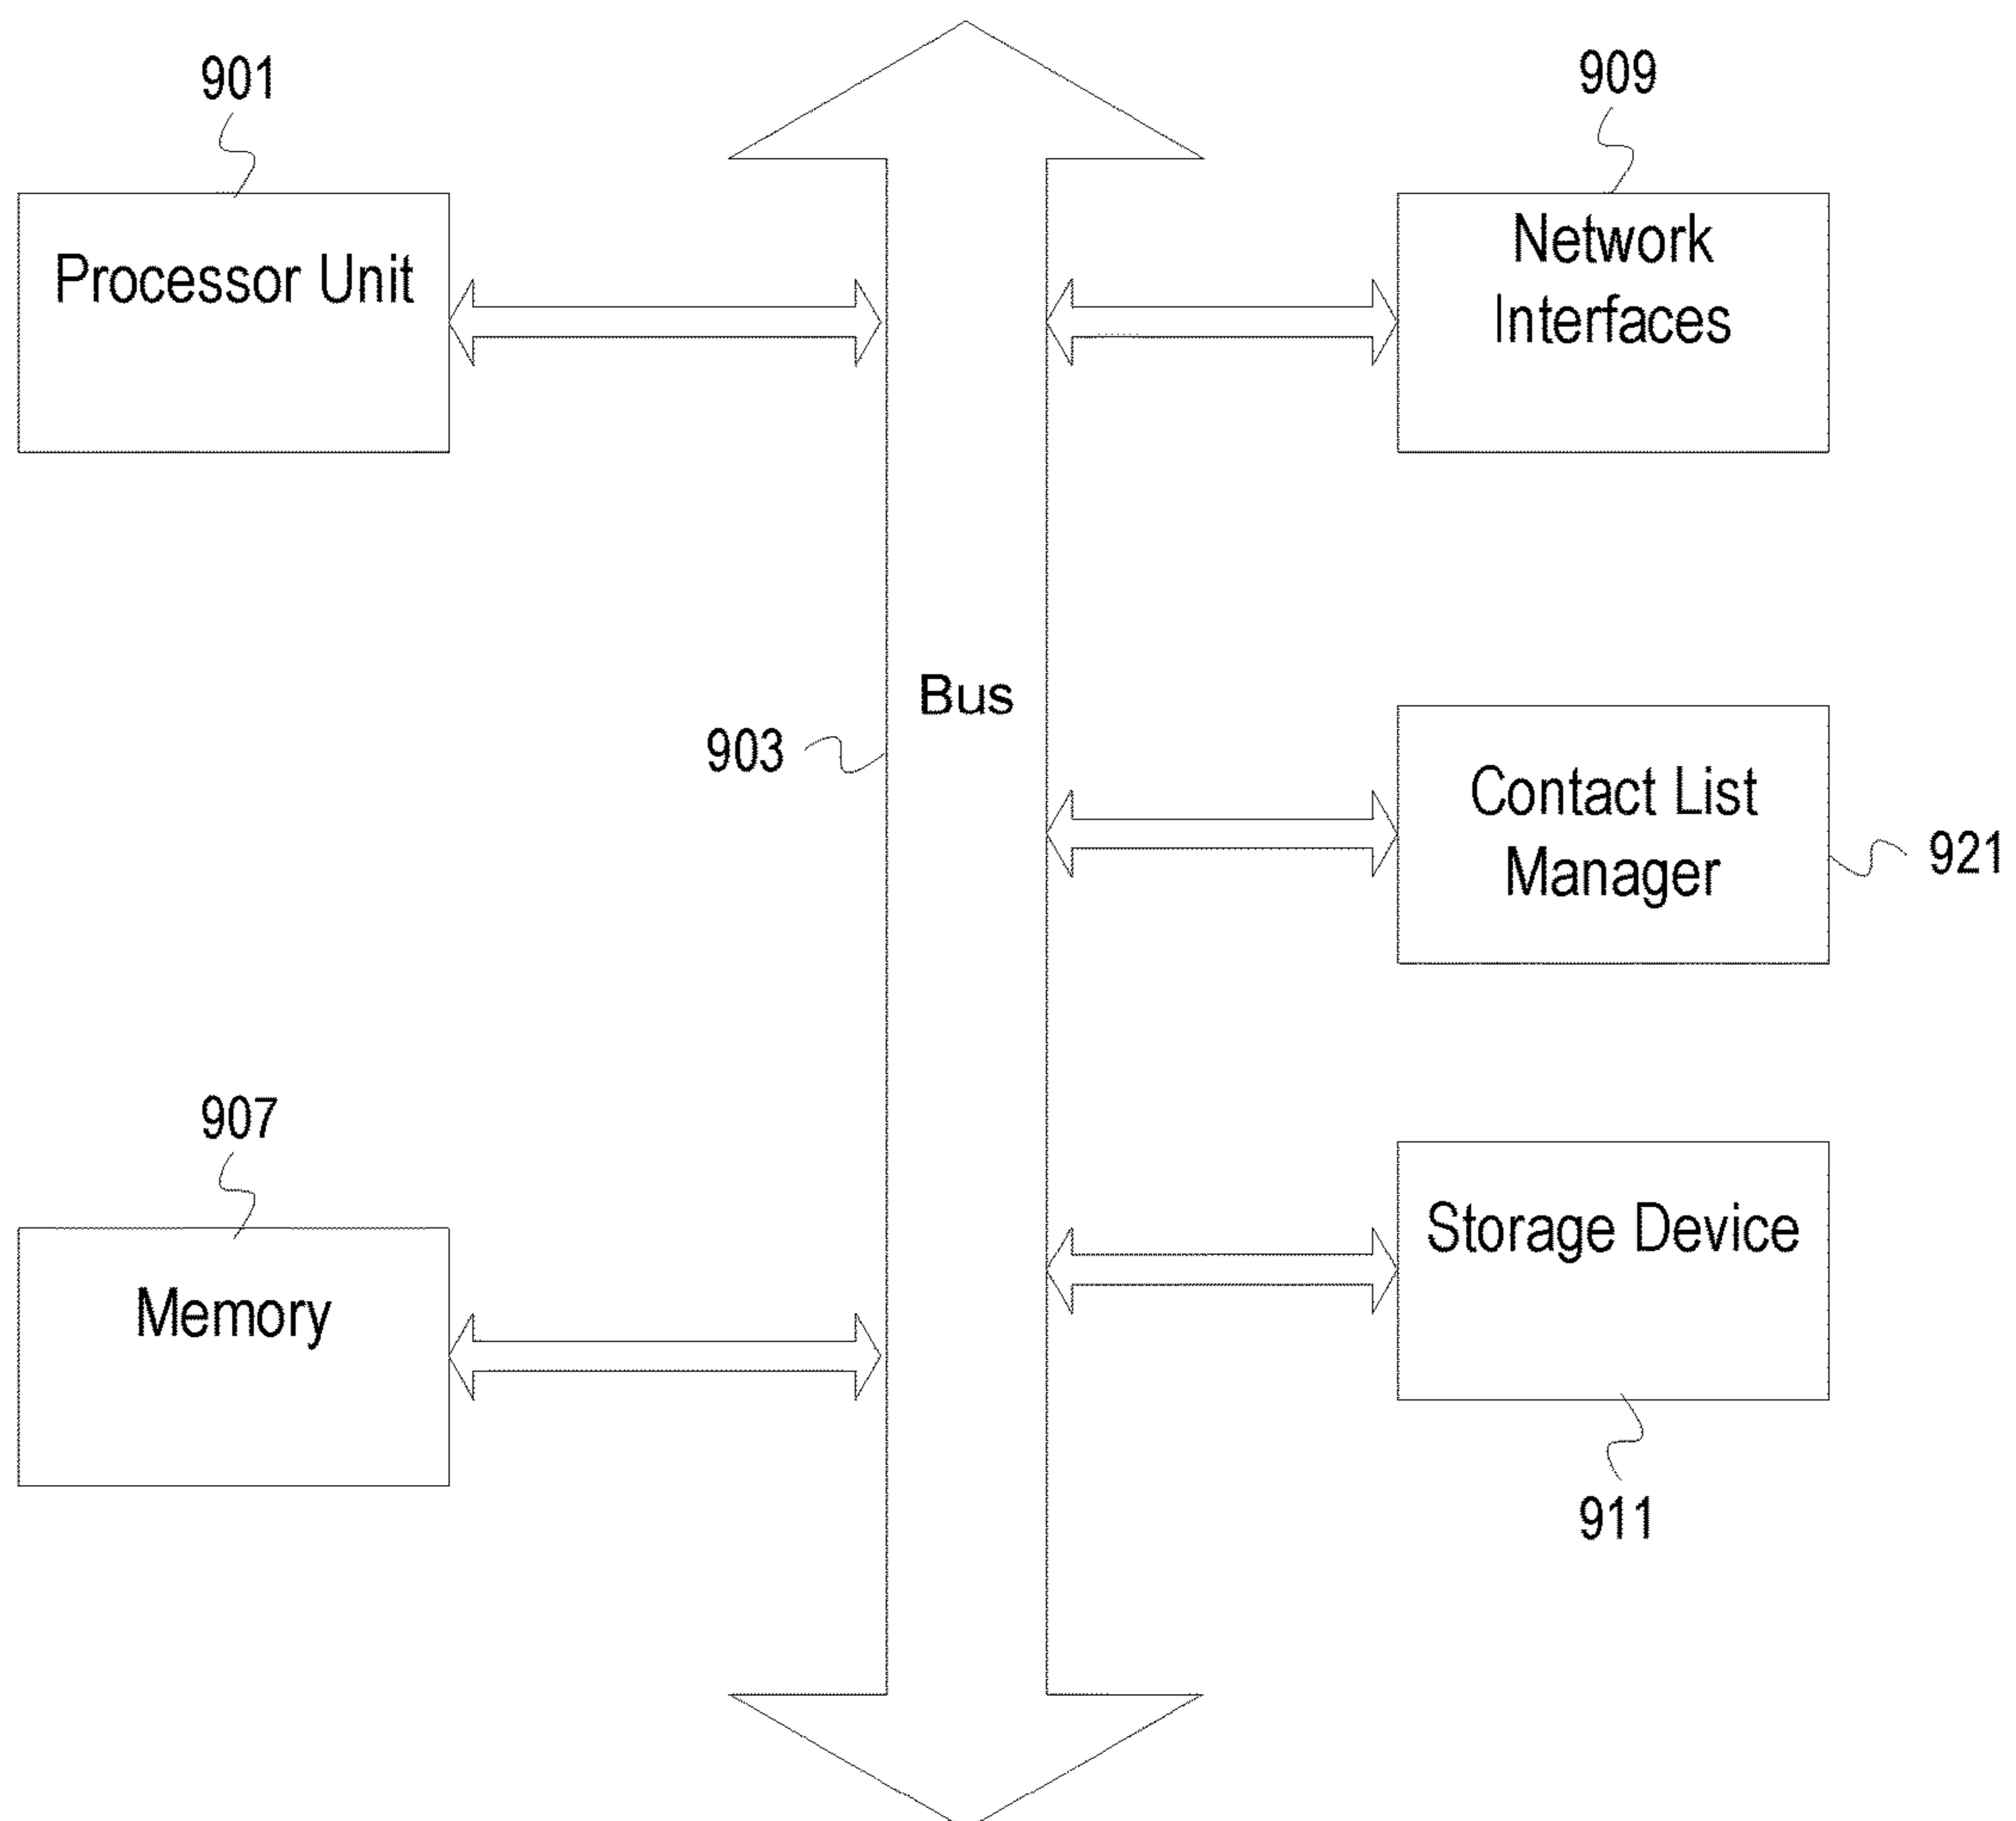 901
Processor Unit
909
Network
Interfaces
Bus
903
Contact List
Manager
921
907
Memory
Storage Device
911